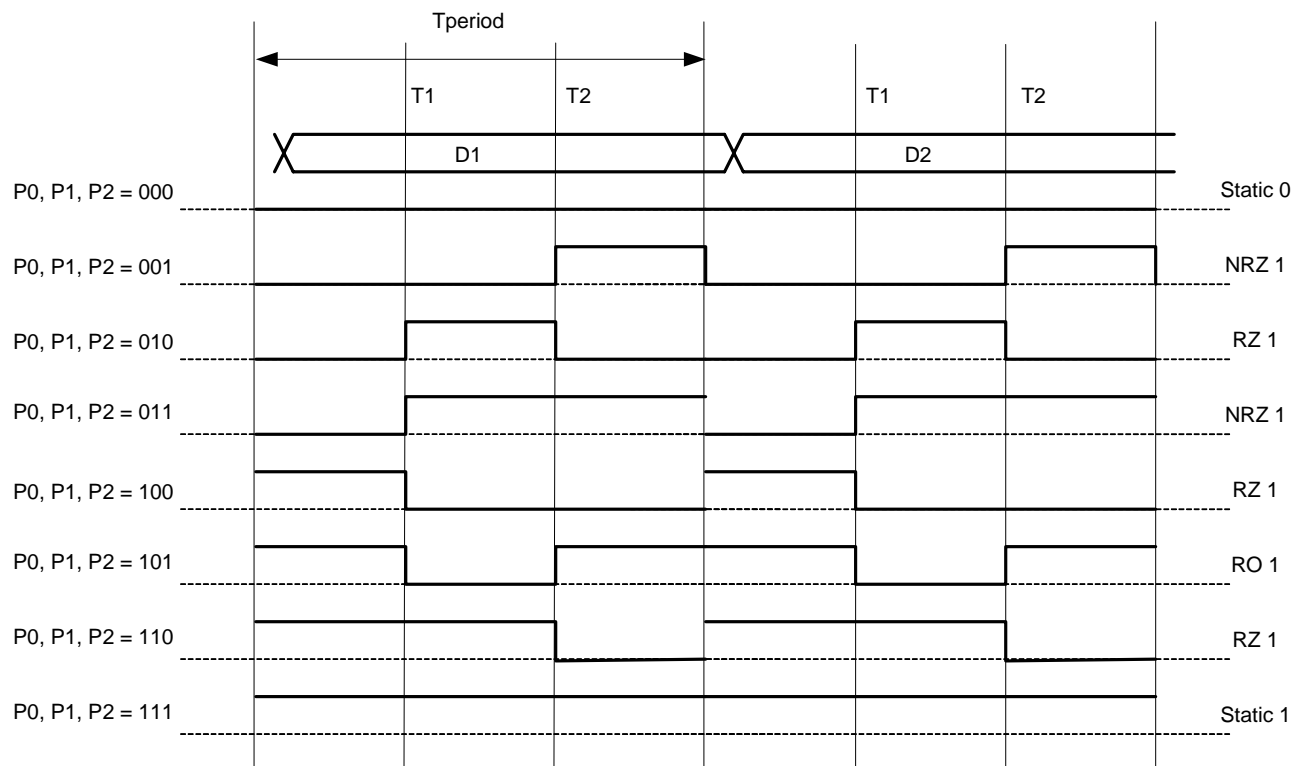 Tperiod
T1 T2 T1 T2
D1 D2
P0, P1, P2 = 000 Static 0
P0, P1, P2 = 001 NRZ 1
P0, P1, P2 = 010 RZ 1
P0, P1, P2 = 011 NRZ 1
P0, P1, P2 = 100 RZ 1
P0, P1, P2 = 101 RO 1
P0, P1, P2 = 110 RZ 1
P0, P1, P2 = 111 Static 1